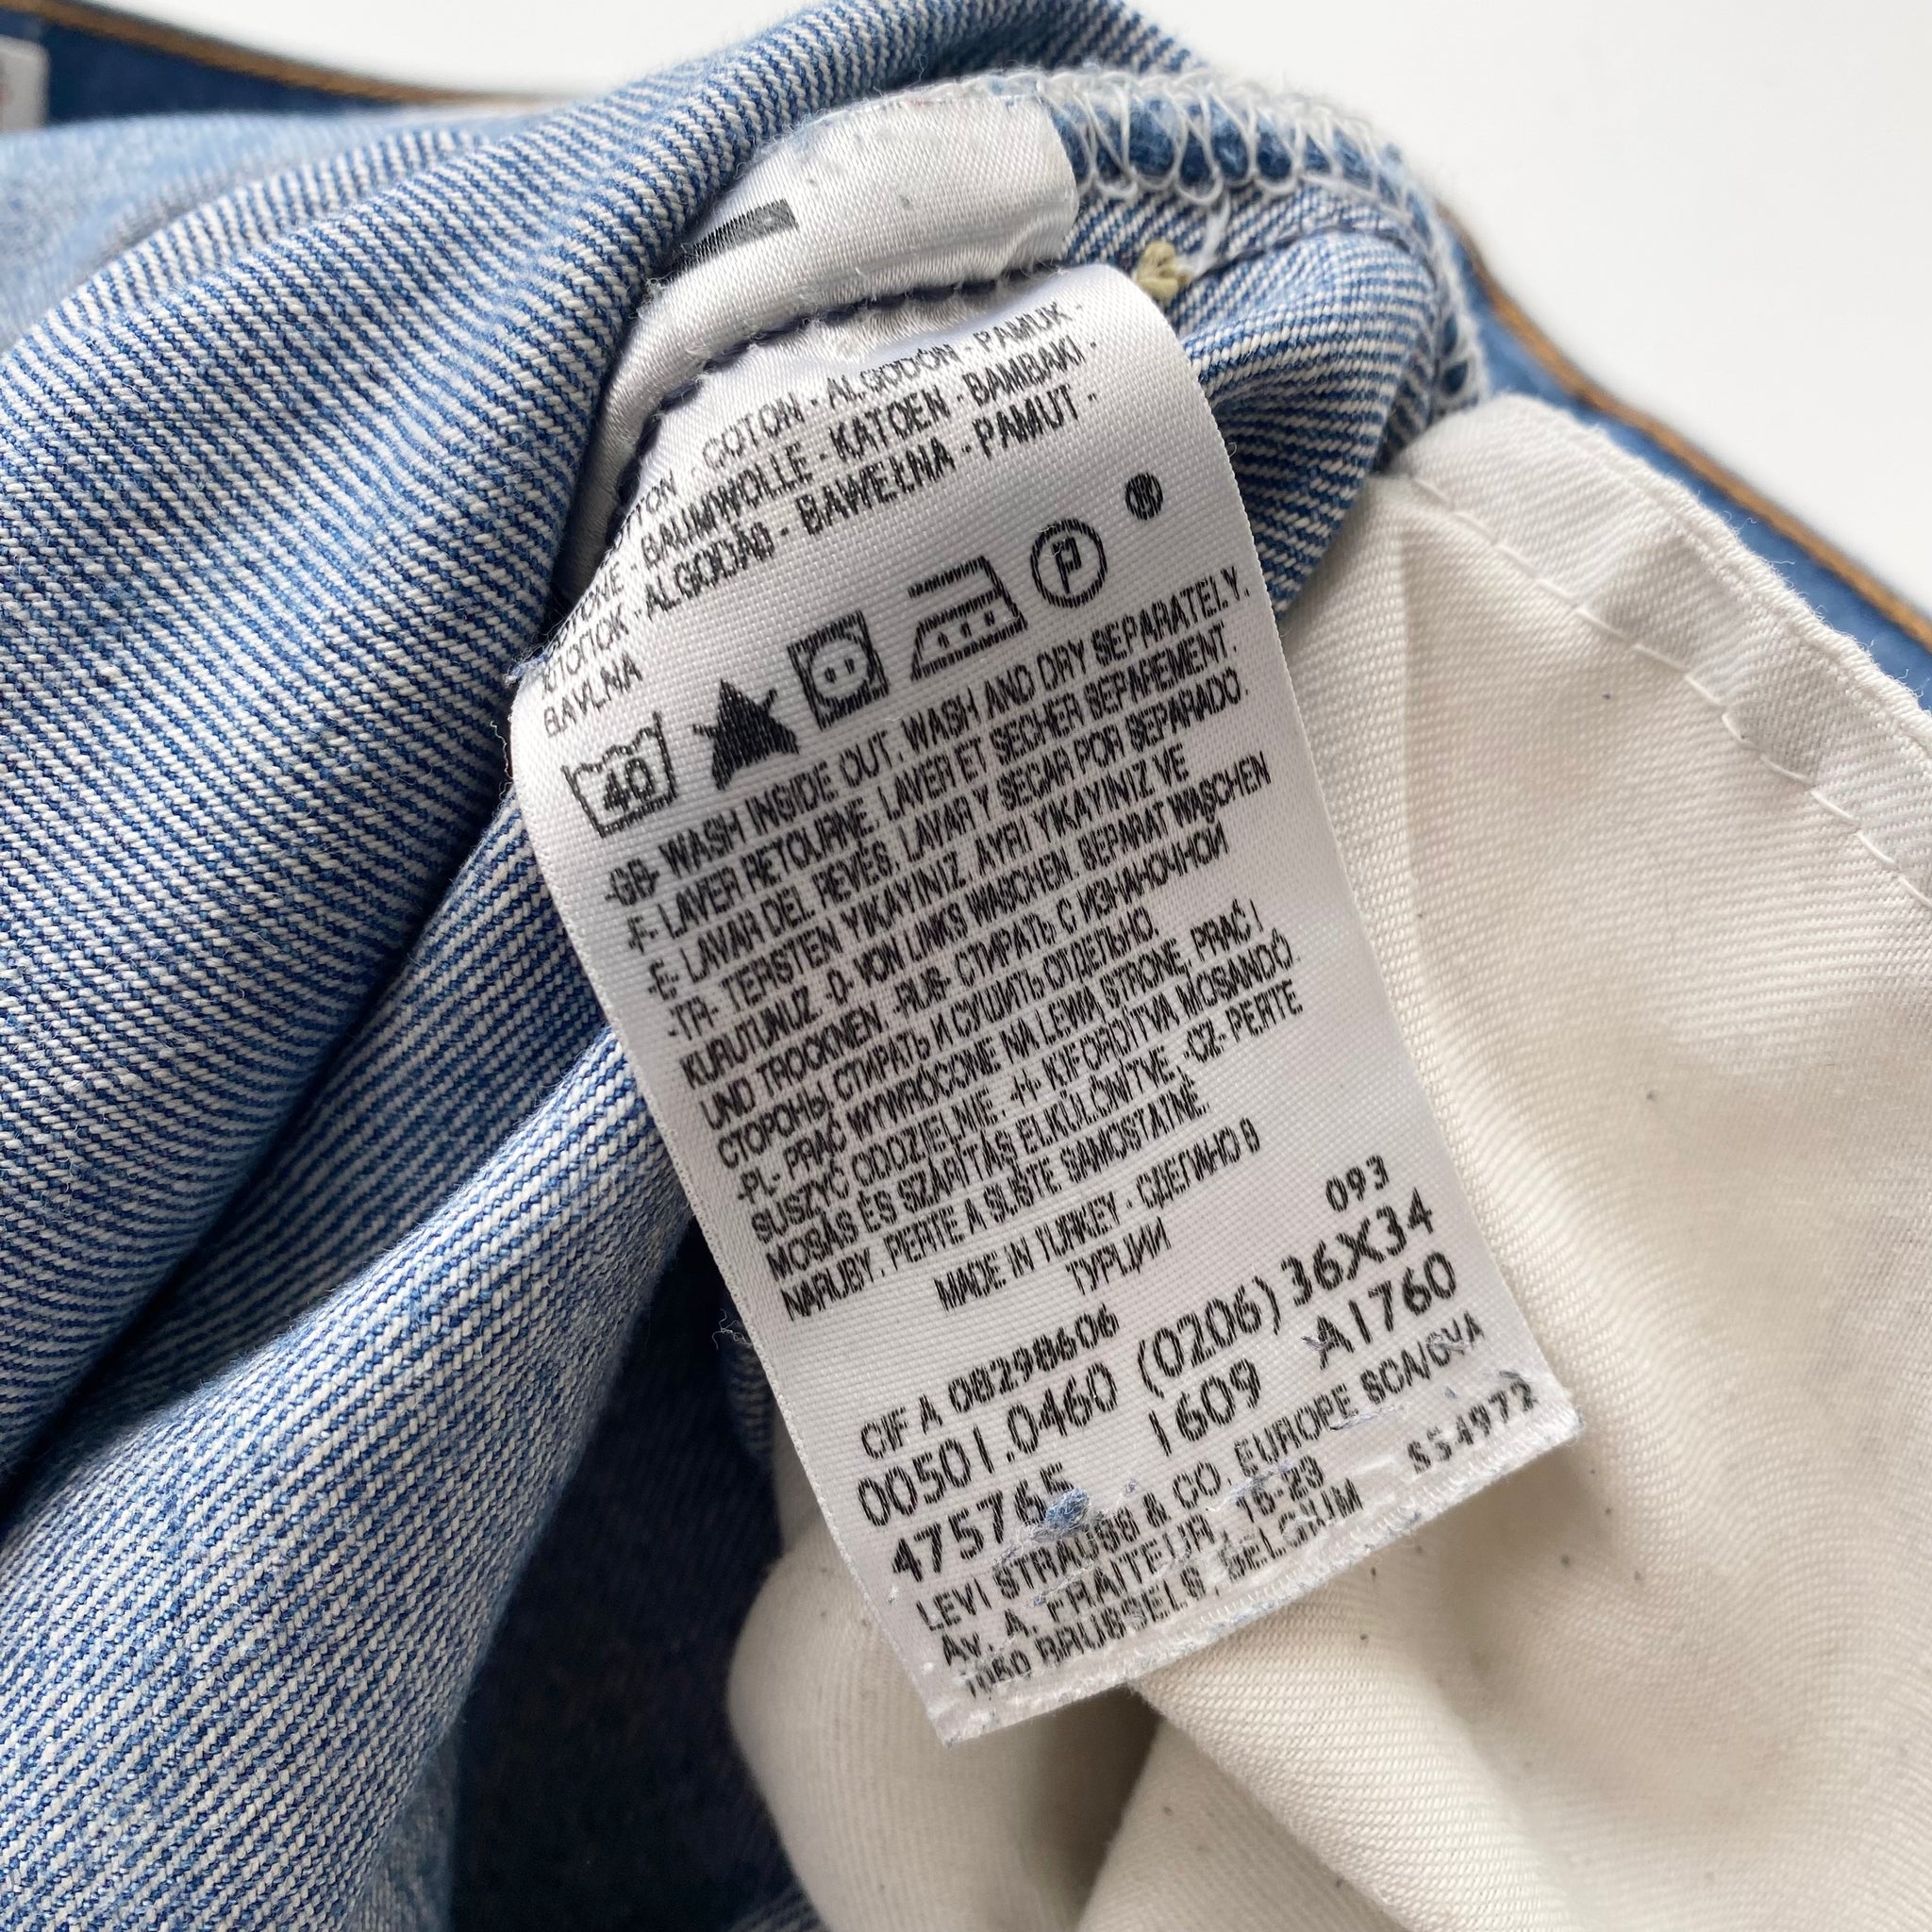 COTON - ALGODÓN - PAMUK -
BAUMWOLLE - KATOEN - BAMBAKI -
ALGODÃO - BAWEŁNA - PAMUT -
BAVLNA
®
40
P
-GB- WASH INSIDE OUT. WASH AND DRY SEPARATELY.
-F- LAVER RETOURNE. LAVER ET SECHER SEPAREMENT.
-E- LAVAR DEL REVÉS. LAVAR Y SECAR POR SEPARADO.
-TR- TERSTEN YIKAYINIZ. AYRI YIKAYINIZ VE
KURUTUNUZ. -D- VON LINKS WASCHEN. SEPARAT WASCHEN
UND TROCKNEN. -RUS- СТИРАТЬ С ИЗНАНОЧНОЙ
СТОРОНЫ. СТИРАТЬ И СУШИТЬ ОТДЕЛЬНО.
-PL- PRAĆ WYWRÓCONE NA LEWĄ STRONĘ. PRAĆ I
SUSZYĆ ODDZIELNIE. -H- KIFORDÍTVA MOSANDÓ.
MOSÁS ÉS SZÁRÍTÁS ELKÜLÖNÍTVE. -CZ- PERTE
NARUBY. PERTE A SUŠTE SAMOSTATNĚ.
MADE IN TURKEY - СДЕЛАНО В
ТУРЦИИ
093
CIF A 08298606
00501.0460 (0206) 36X34
475765 1609 A1760
LEVI STRAUSS & CO. EUROPE SCA/GVA
AV. A. FRAITEUR, 15-23 S54972
1050 BRUSSELS, BELGIUM